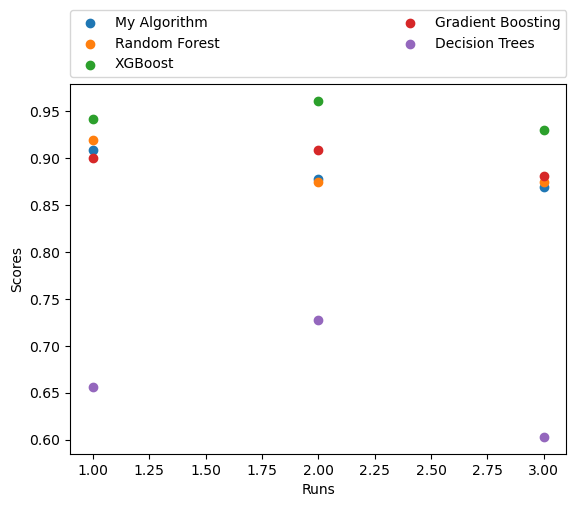 My Algorithm
Random Forest
XGBoost
Gradient Boosting
Decision Trees
0.95
0.90
0.85
0.80
0.75
0.70
0.65
0.60
Scores
1.00 1.25 1.50 1.75 2.00 2.25 2.50 2.75 3.00
Runs